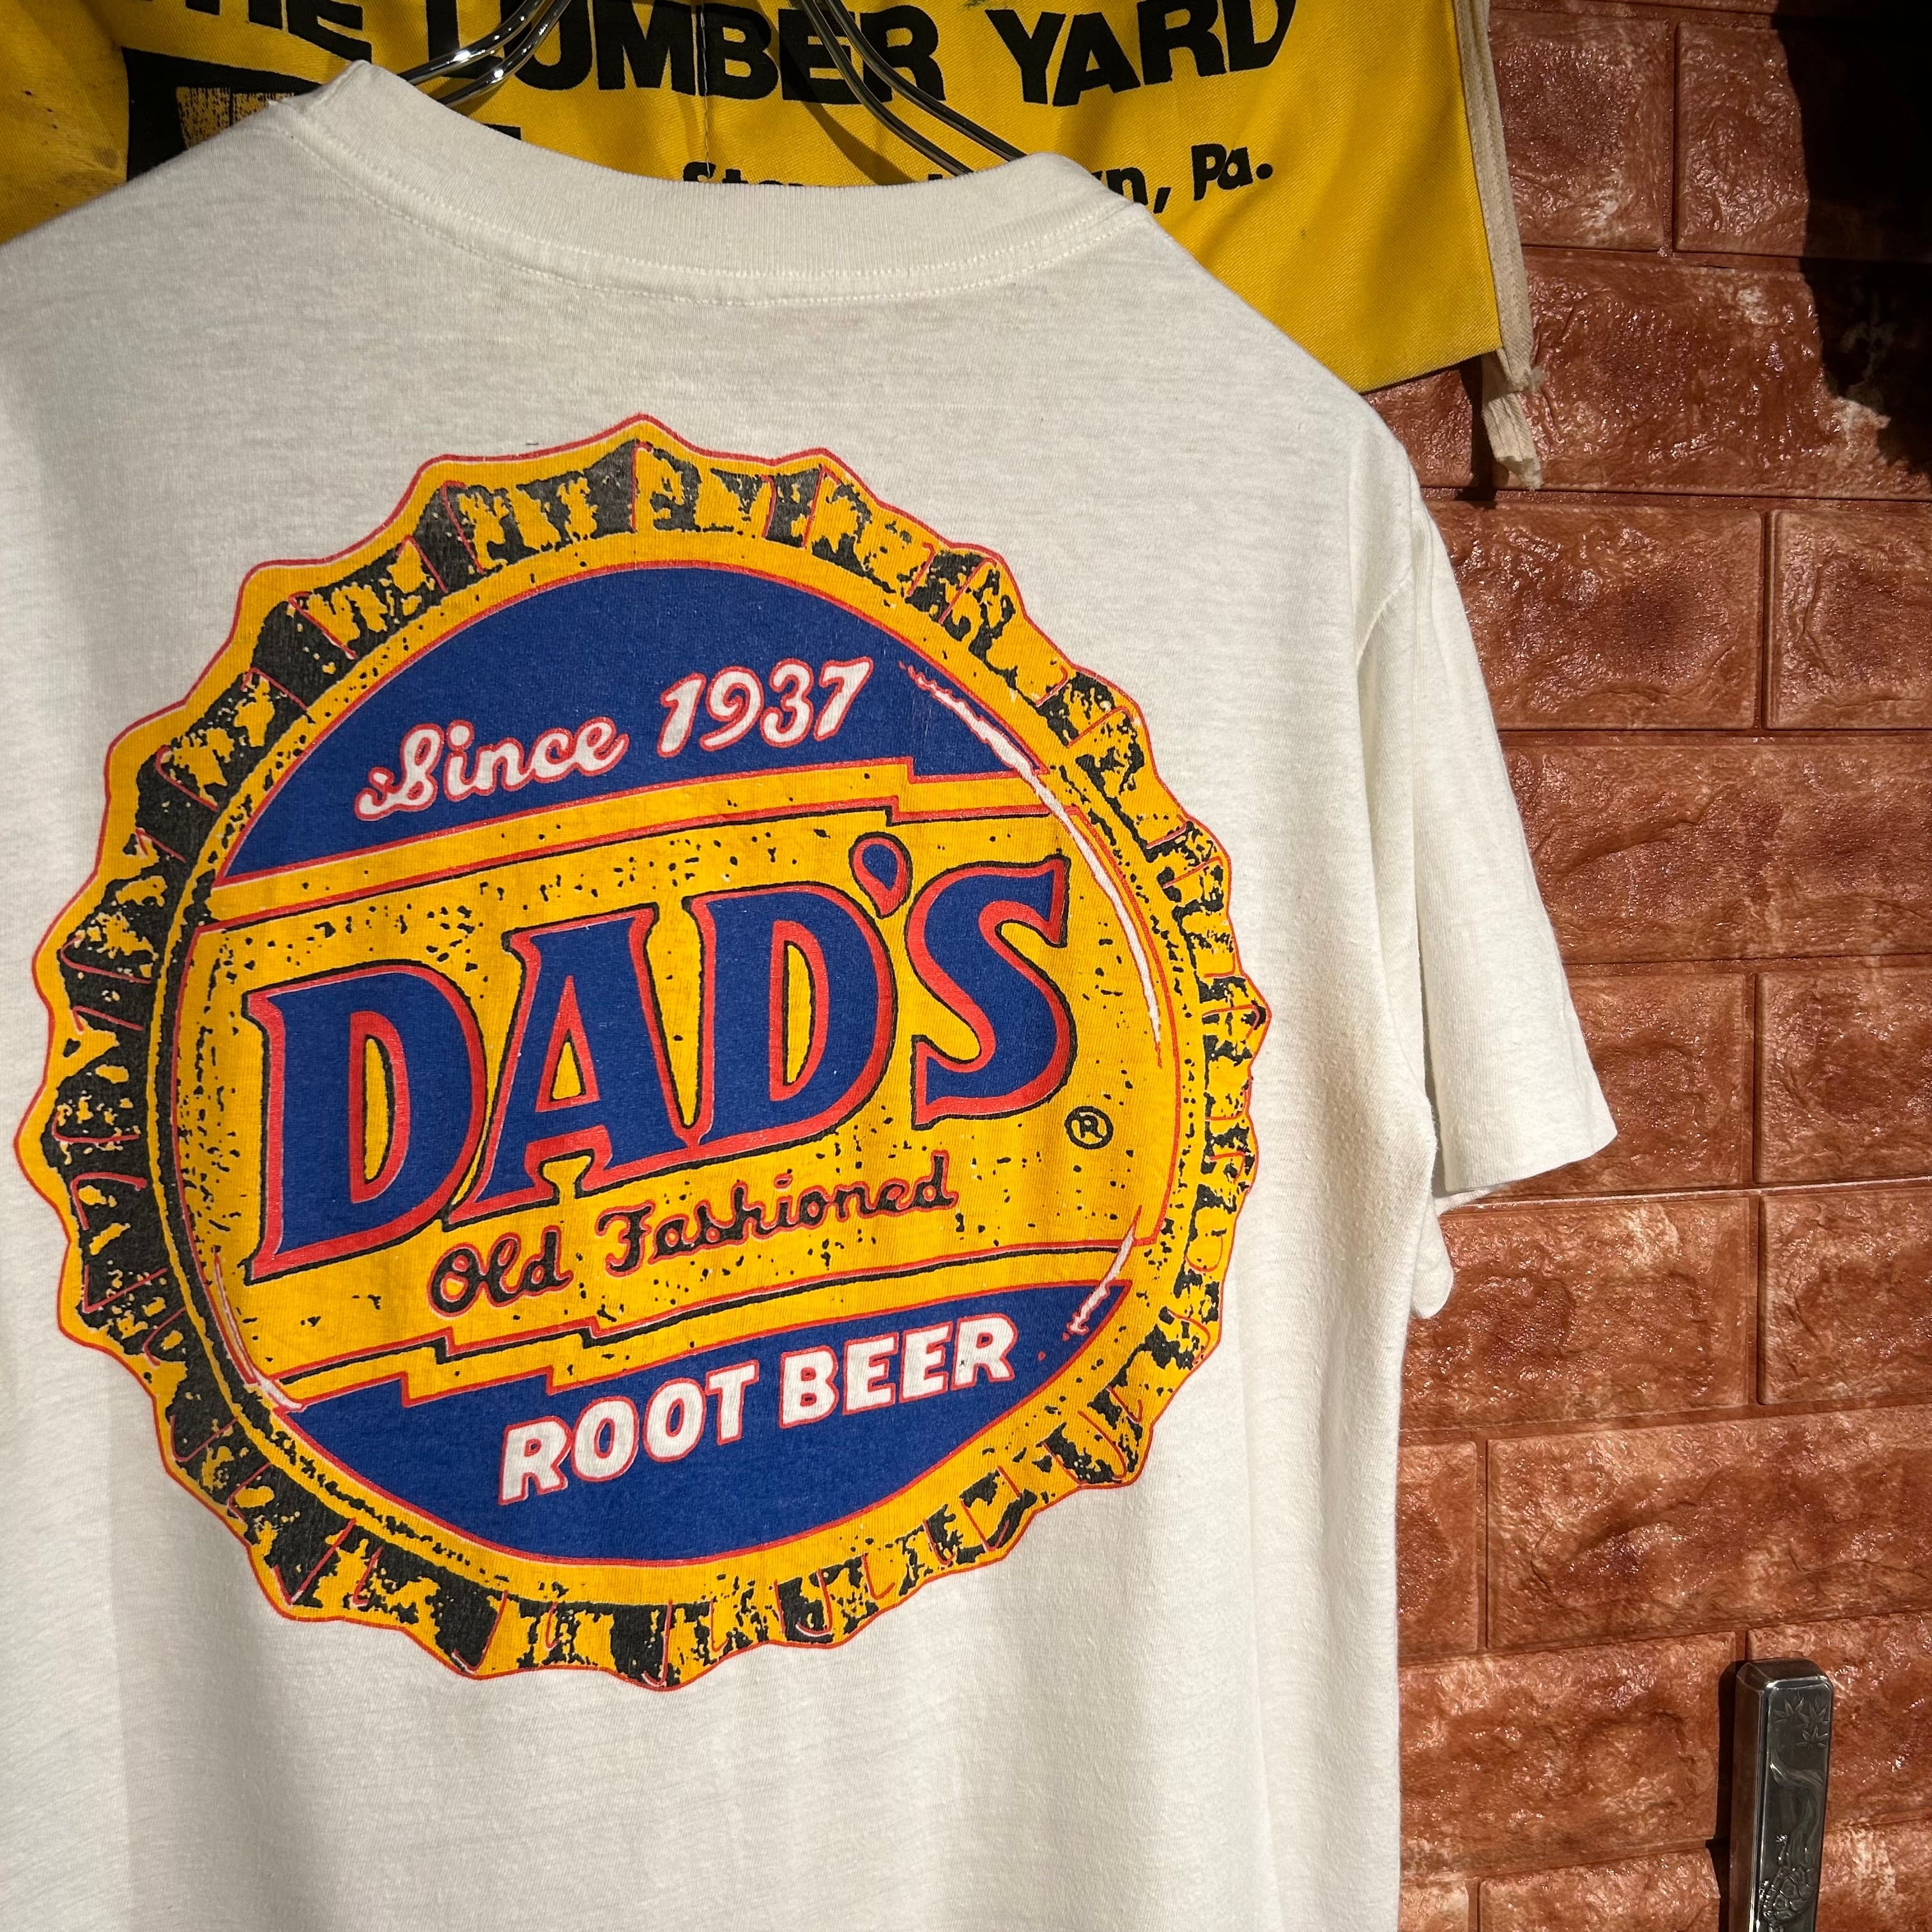 THE LUMBER YARD
Pa.
Since 1937
DAD'S
®
Old Fashioned
ROOT BEER